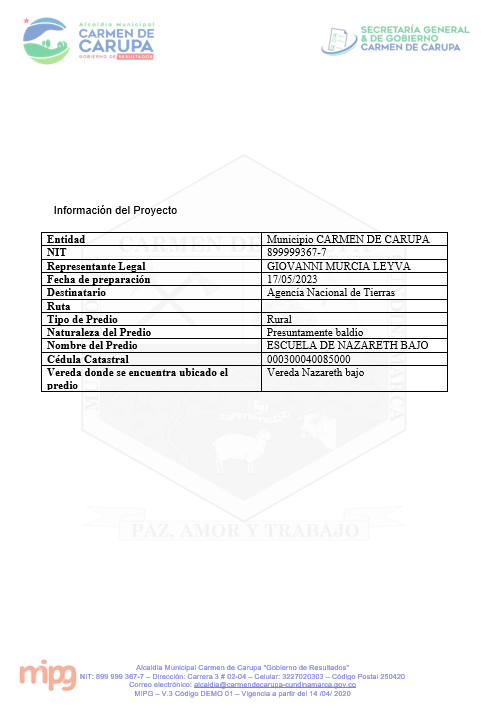 Alcaldía Municipal
CARMEN DE
CARUPA
GOBIERNO DE RESULTADOS
SECRETARÍA GENERAL
& DE GOBIERNO
CARMEN DE CARUPA
Información del Proyecto
Entidad Municipio CARMEN DE CARUPA
NIT 899999367-7
Representante Legal GIOVANNI MURCIA LEYVA
Fecha de preparación 17/05/2023
Destinatario Agencia Nacional de Tierras
Ruta
Tipo de Predio Rural
Naturaleza del Predio Presuntamente baldío
Nombre del Predio ESCUELA DE NAZARETH BAJO
Cédula Catastral 000300040085000
Vereda donde se encuentra ubicado el Vereda Nazareth bajo
predio
PAZ, AMOR Y TRABAJO
mipg
Alcaldía Municipal Carmen de Carupa "Gobierno de Resultados"
NIT: 899 999 367-7 – Dirección: Carrera 3 # 02-04 – Celular: 3227020303 – Código Postal 250420
Correo electrónico: alcaldia@carmendecarupa-cundinamarca.gov.co
MIPG – V.3 Código DEMO 01 – Vigencia a partir del 14 /04/ 2020